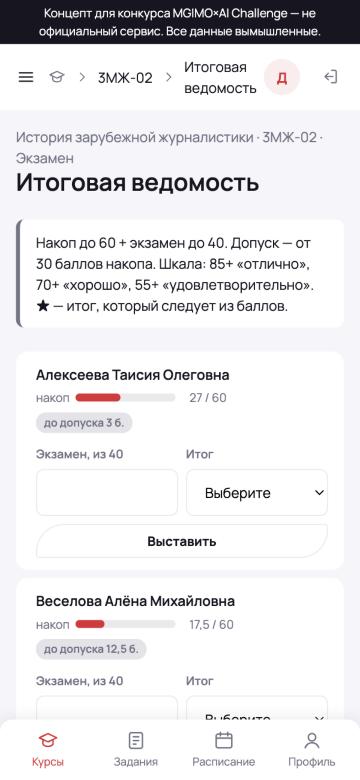 Концепт для конкурса MGIMO×AI Challenge — не
официальный сервис. Все данные вымышленные.
3МЖ-02
Итоговая
ведомость
Д
История зарубежной журналистики · 3МЖ-02 ·
Экзамен
Итоговая ведомость
Накоп до 60 + экзамен до 40. Допуск — от
30 баллов накопа. Шкала: 85+ «отлично»,
70+ «хорошо», 55+ «удовлетворительно».
★ — итог, который следует из баллов.
Алексеева Таисия Олеговна
накоп 27 / 60
до допуска 3 б.
Экзамен, из 40 Итог
Выберите
Выставить
Веселова Алёна Михайловна
накоп 17,5 / 60
до допуска 12,5 б.
Экзамен, из 40 Итог
Выберите
Курсы Задания Расписание Профиль